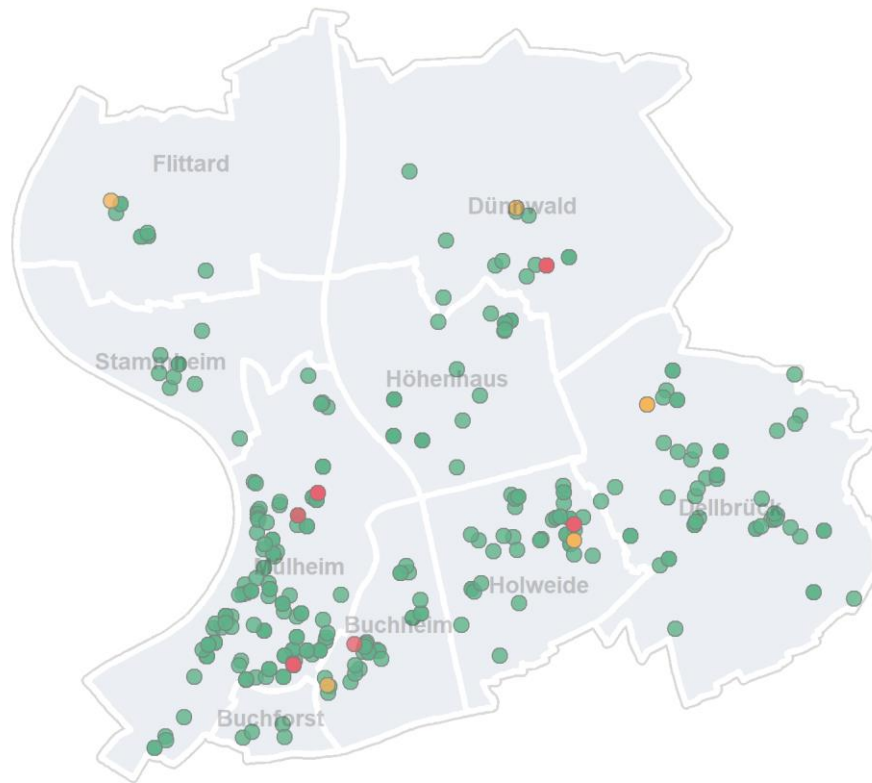 Flittard
Dünnwald
Stammheim
Höhenhaus
Dellbrück
Mülheim
Holweide
Buchheim
Buchforst